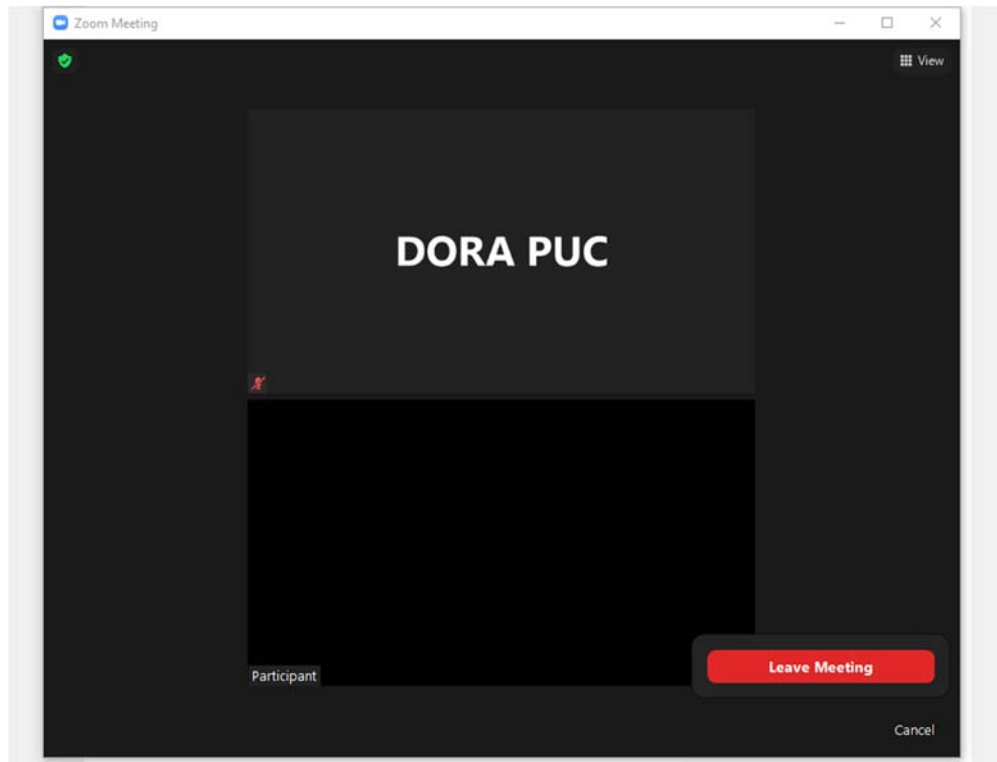 Zoom Meeting
View
DORA PUC
Participant
Leave Meeting
Cancel